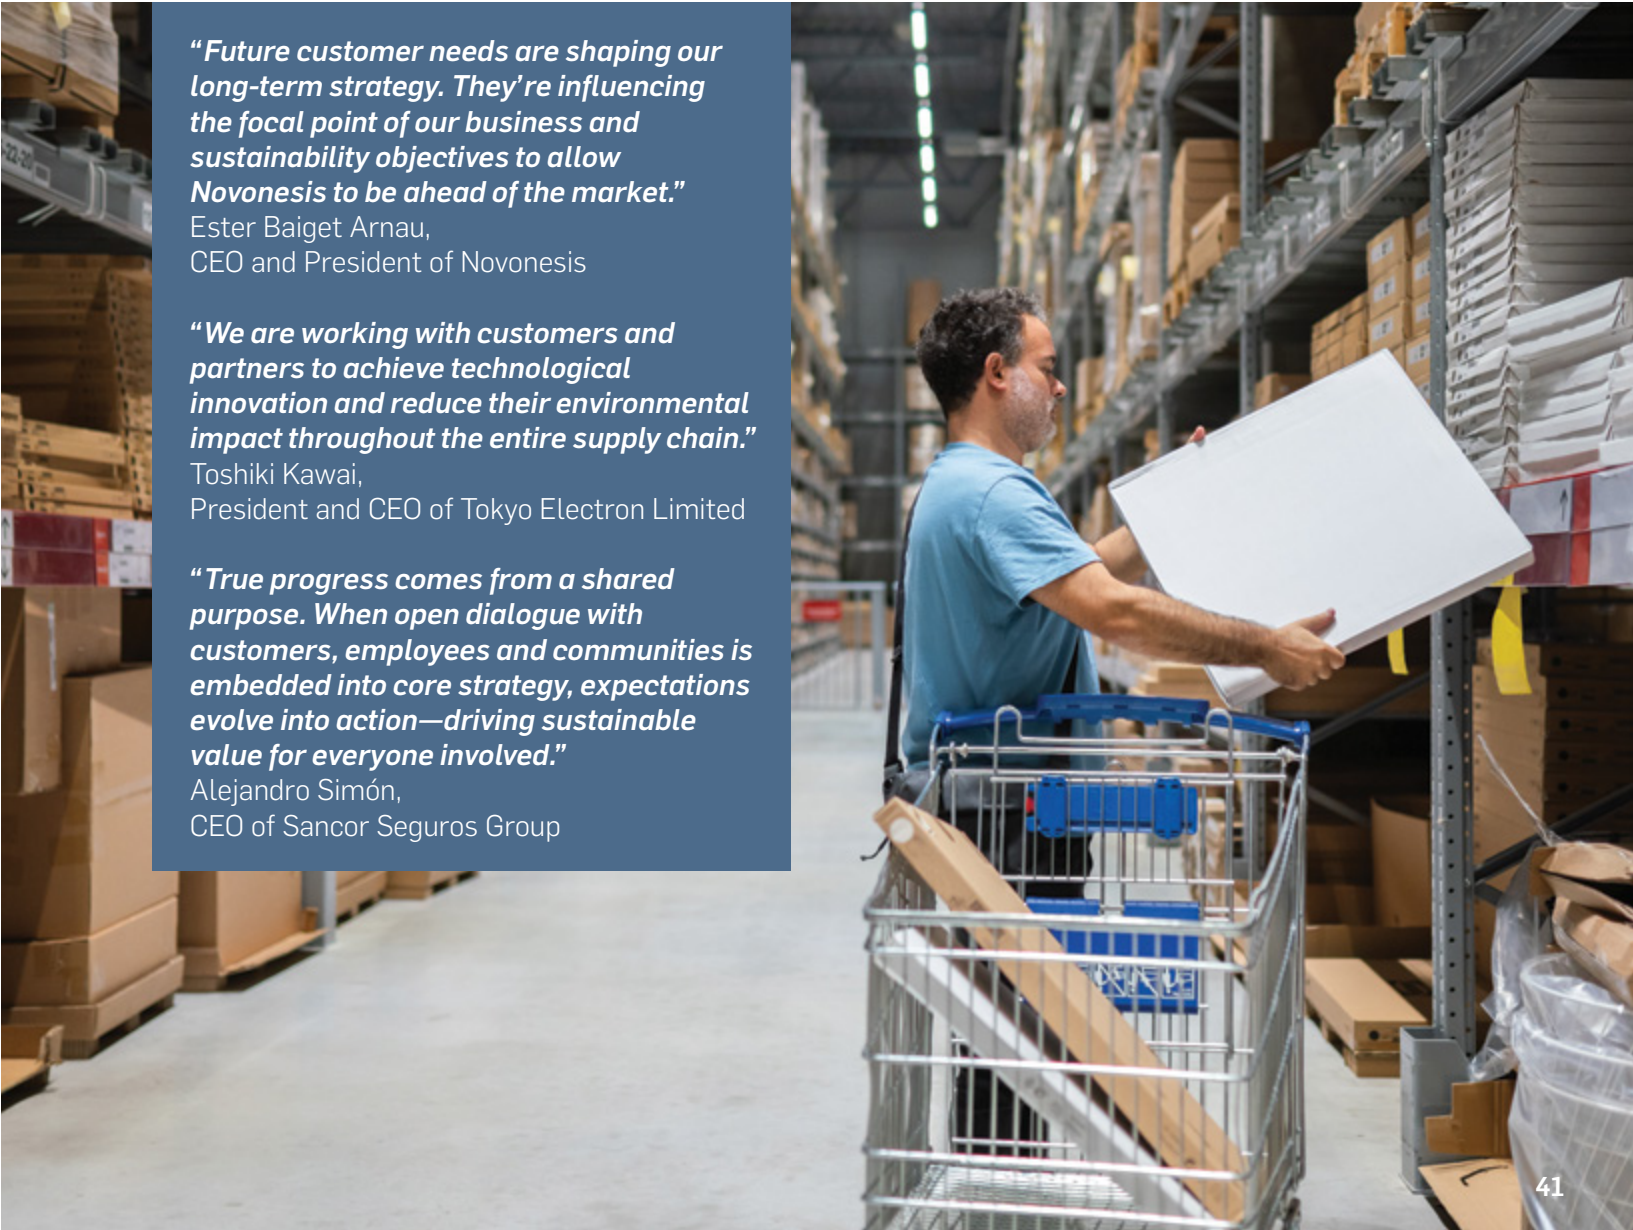 “Future customer needs are shaping our
long-term strategy. They’re influencing
the focal point of our business and
sustainability objectives to allow
Novonesis to be ahead of the market.”
Ester Baiget Arnau,
CEO and President of Novonesis
“We are working with customers and
partners to achieve technological
innovation and reduce their environmental
impact throughout the entire supply chain.”
Toshiki Kawai,
President and CEO of Tokyo Electron Limited
“True progress comes from a shared
purpose. When open dialogue with
customers, employees and communities is
embedded into core strategy, expectations
evolve into action—driving sustainable
value for everyone involved.”
Alejandro Simón,
CEO of Sancor Seguros Group
41